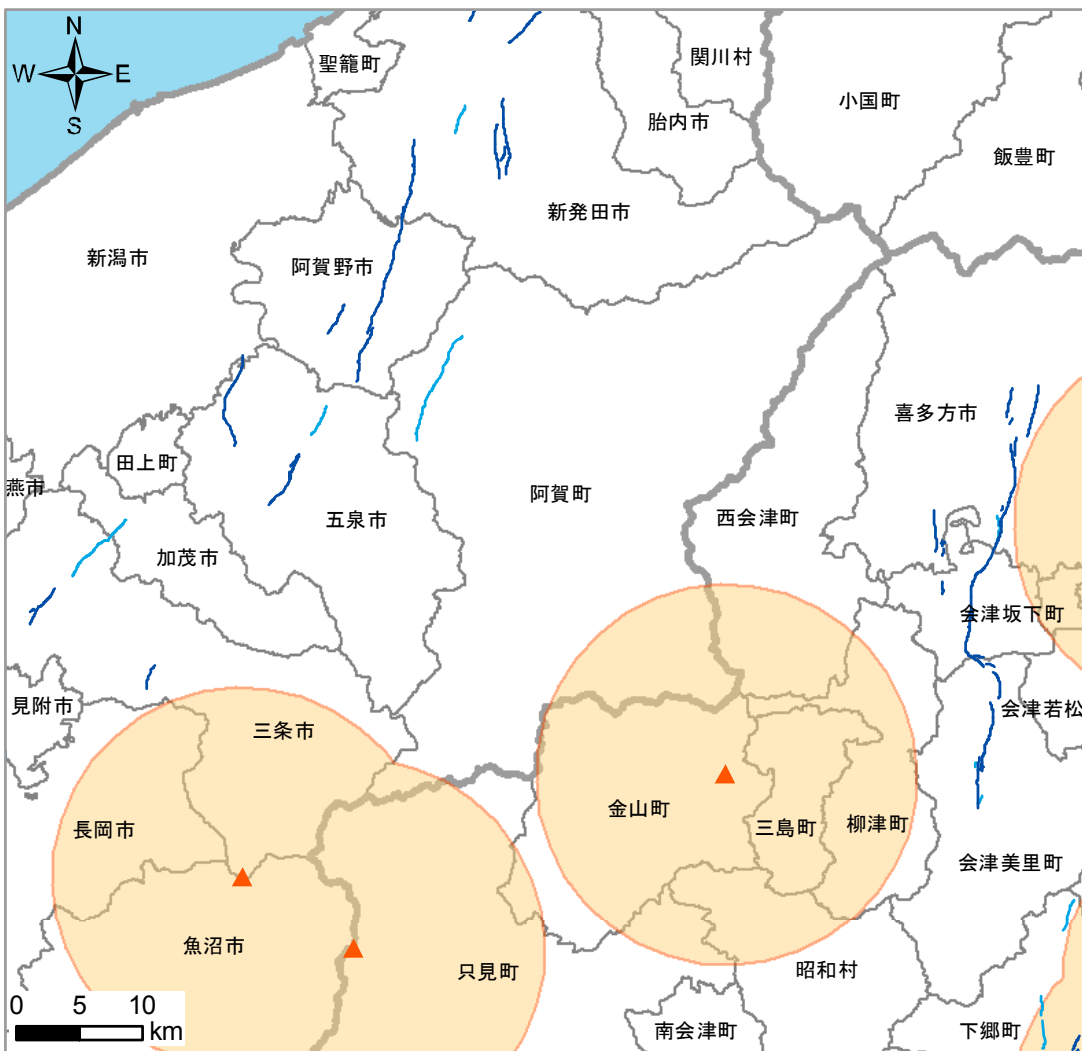 N
W
E
S
聖籠町
関川村
小国町
胎内市
飯豊町
新発田市
新潟市
阿賀野市
喜多方市
田上町
燕市
阿賀町
五泉市
西会津町
加茂市
会津坂下町
見附市
三条市
会津若松
長岡市
金山町
三島町
柳津町
会津美里町
魚沼市
只見町
昭和村
南会津町
下郷町
0 5 10
km